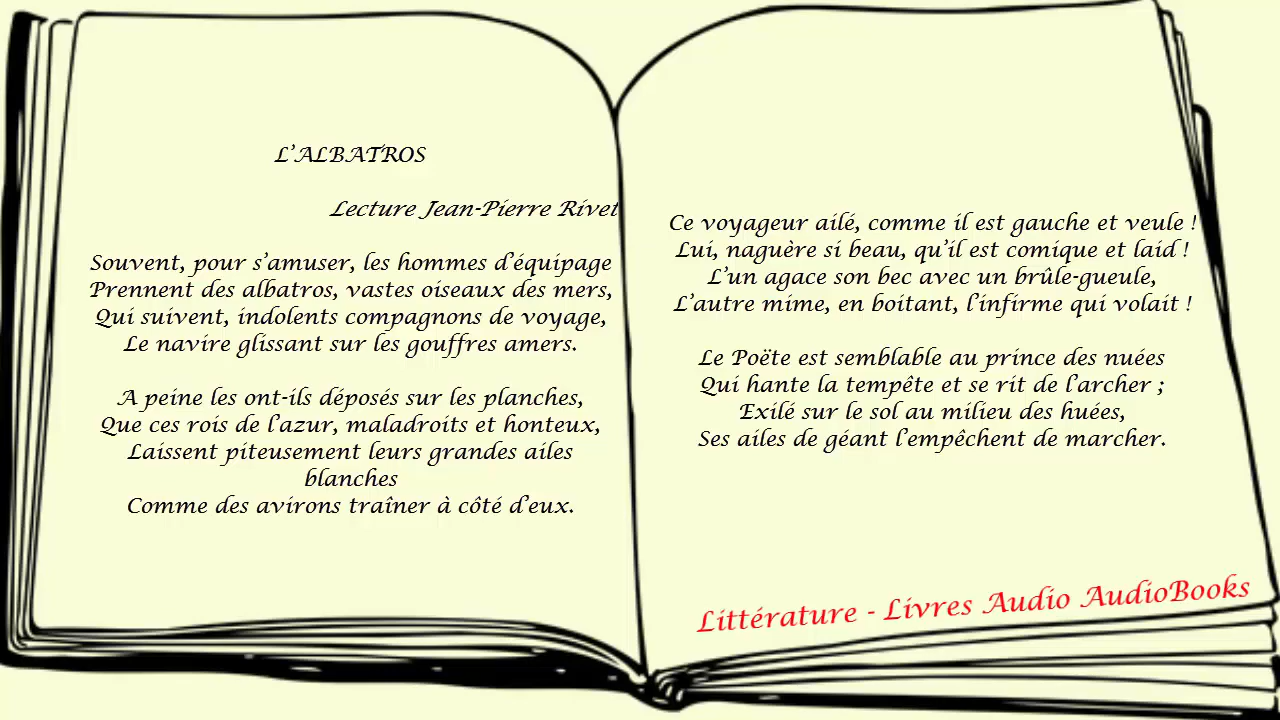 L'ALBATROS
Lecture Jean-Pierre Rivet
Souvent, pour s'amuser, les hommes d'équipage
Prennent des albatros, vastes oiseaux des mers,
Qui suivent, indolents compagnons de voyage,
Le navire glissant sur les gouffres amers.
A peine les ont-ils déposés sur les planches,
Que ces rois de l'azur, maladroits et honteux,
Laissent piteusement leurs grandes ailes
blanches
Comme des avirons traîner à côté d'eux.
Ce voyageur ailé, comme il est gauche et veule !
Lui, naguère si beau, qu'il est comique et laid !
L'un agace son bec avec un brûle-gueule,
L'autre mime, en boitant, l'infirme qui volait !
Le Poëte est semblable au prince des nuées
Qui hante la tempête et se rit de l'archer ;
Exilé sur le sol au milieu des huées,
Ses ailes de géant l'empêchent de marcher.
Littérature - Livres Audio AudioBooks